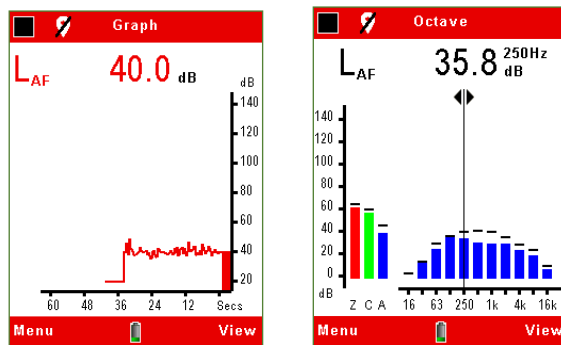 Graph
LAF 40.0 dB
dB
140
120
100
80
60
40
20
60 48 36 24 12 Secs
Menu View
Octave
LAF 35.8 250Hz dB
140
120
100
80
60
40
20
0
dB
Z C A 16 63 250 1k 4k 16k
Menu View